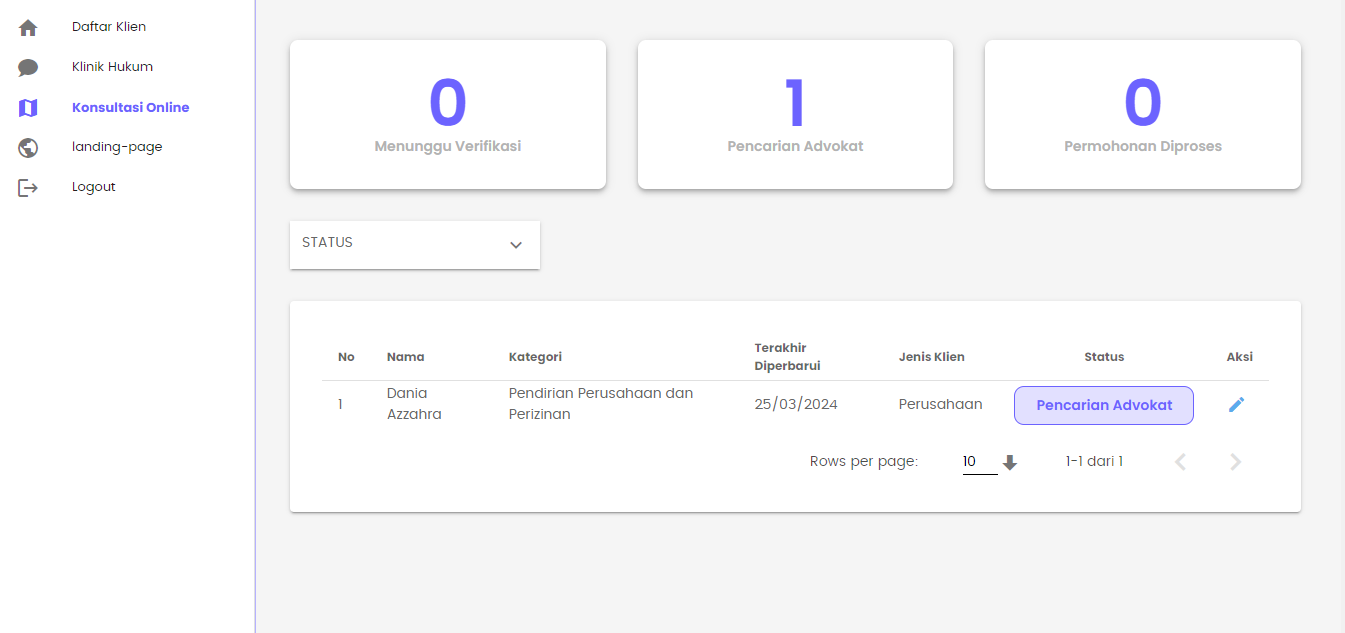 Daftar Klien
Klinik Hukum
Konsultasi Online
landing-page
Logout
0
Menunggu Verifikasi
1
Pencarian Advokat
0
Permohonan Diproses
STATUS
No Nama Kategori Terakhir Diperbarui Jenis Klien Status Aksi
1 Dania Azzahra Pendirian Perusahaan dan Perizinan 25/03/2024 Perusahaan Pencarian Advokat
Rows per page: 10 1-1 dari 1